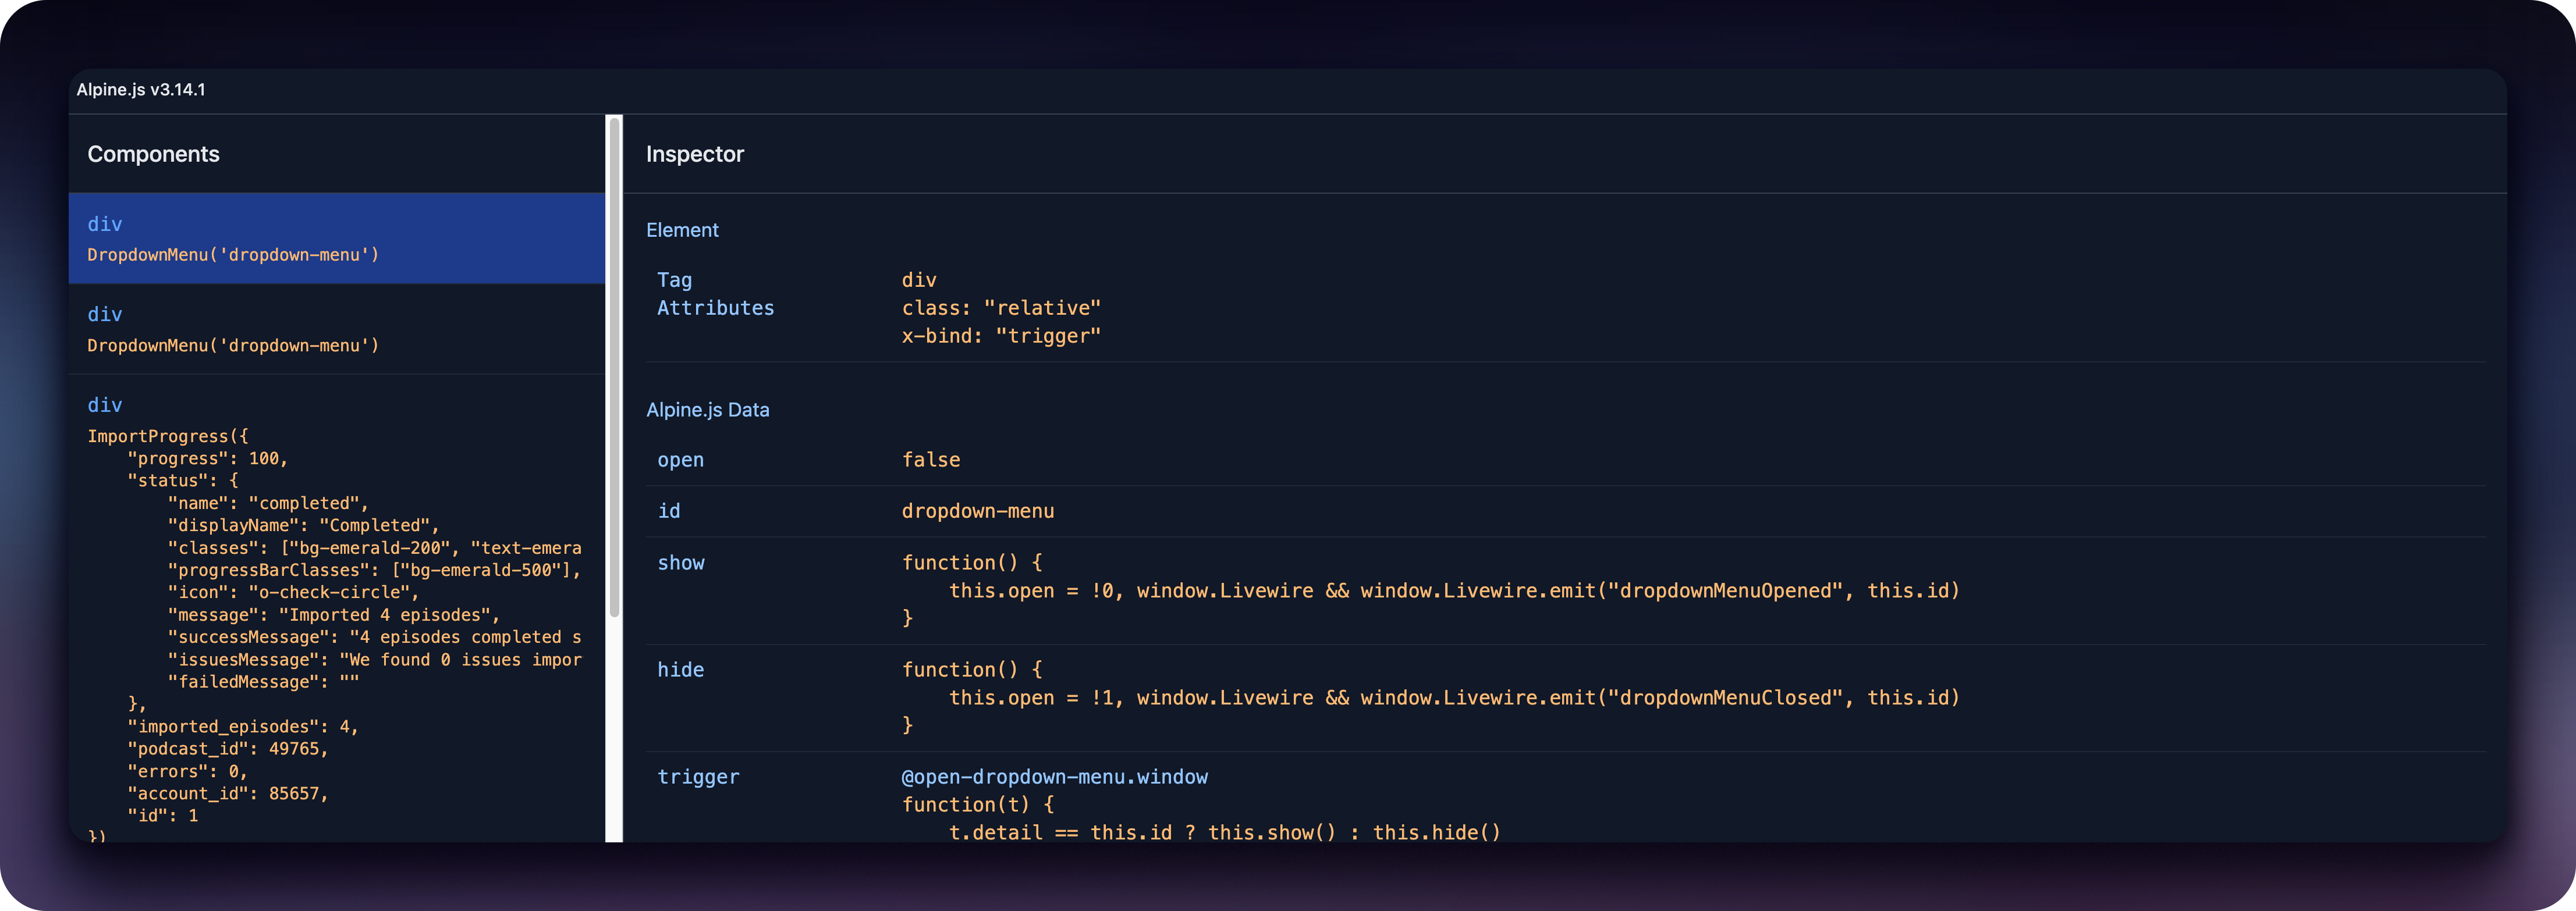 Alpine.js v3.14.1
Components
div
DropdownMenu('dropdown-menu')
div
DropdownMenu('dropdown-menu')
div
ImportProgress({
    "progress": 100,
    "status": {
        "name": "completed",
        "displayName": "Completed",
        "classes": ["bg-emerald-200", "text-emera
        "progressBarClasses": ["bg-emerald-500"],
        "icon": "o-check-circle",
        "message": "Imported 4 episodes",
        "successMessage": "4 episodes completed s
        "issuesMessage": "We found 0 issues impor
        "failedMessage": ""
    },
    "imported_episodes": 4,
    "podcast_id": 49765,
    "errors": 0,
    "account_id": 85657,
    "id": 1
})
Inspector
Element
Tag div
Attributes class: "relative"
x-bind: "trigger"
Alpine.js Data
open false
id dropdown-menu
show function() {
    this.open = !0, window.Livewire && window.Livewire.emit("dropdownMenuOpened", this.id)
}
hide function() {
    this.open = !1, window.Livewire && window.Livewire.emit("dropdownMenuClosed", this.id)
}
trigger @open-dropdown-menu.window
function(t) {
    t.detail == this.id ? this.show() : this.hide()